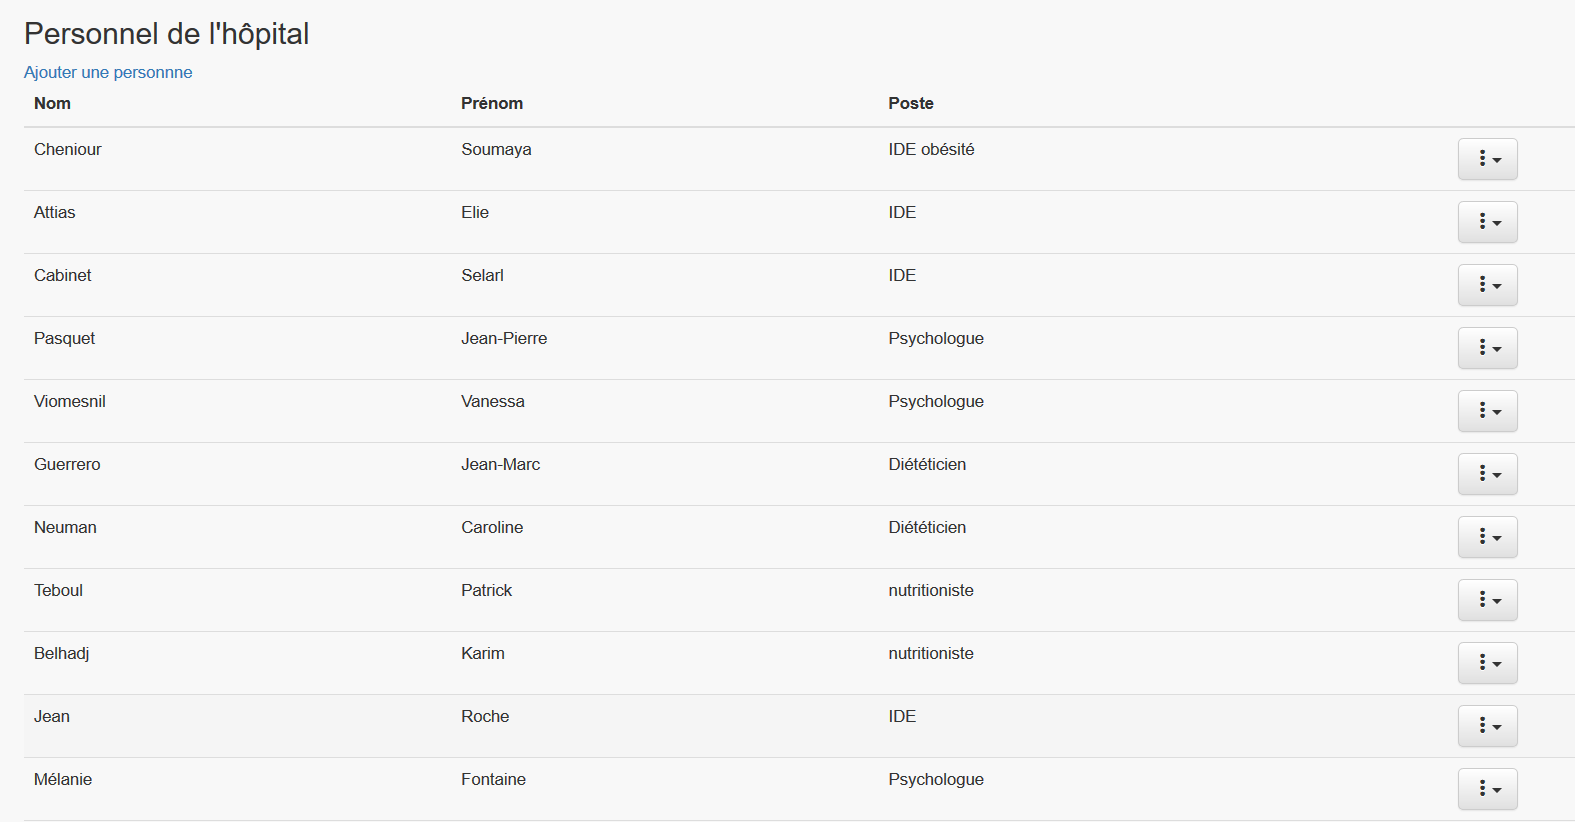 Personnel de l'hôpital
Ajouter une personnne
Nom Prénom Poste
Cheniour Soumaya IDE obésité
Attias Elie IDE
Cabinet Selarl IDE
Pasquet Jean-Pierre Psychologue
Viomesnil Vanessa Psychologue
Guerrero Jean-Marc Diététicien
Neuman Caroline Diététicien
Teboul Patrick nutritioniste
Belhadj Karim nutritioniste
Jean Roche IDE
Mélanie Fontaine Psychologue